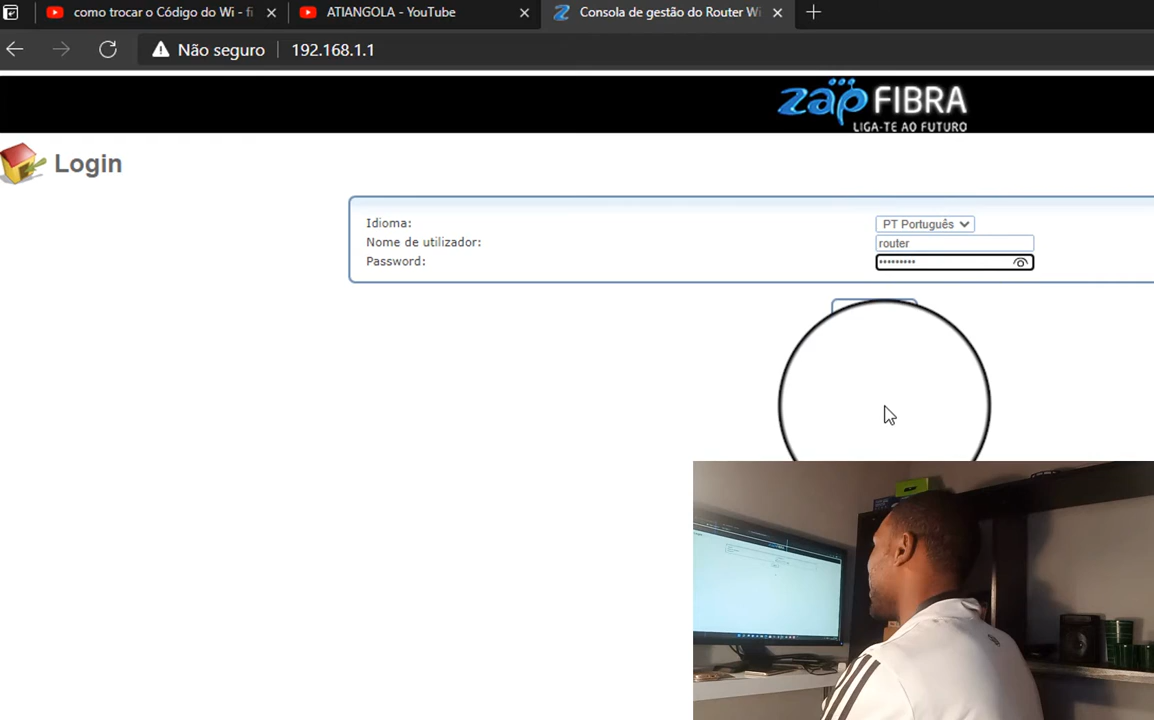 como trocar o Código do Wi - fi
ATIANGOLA - YouTube
Consola de gestão do Router Wi
Não seguro
192.168.1.1
zap FIBRA
LIGA-TE AO FUTURO
Login
Idioma:
PT Português
Nome de utilizador:
router
Password:
•••••••••